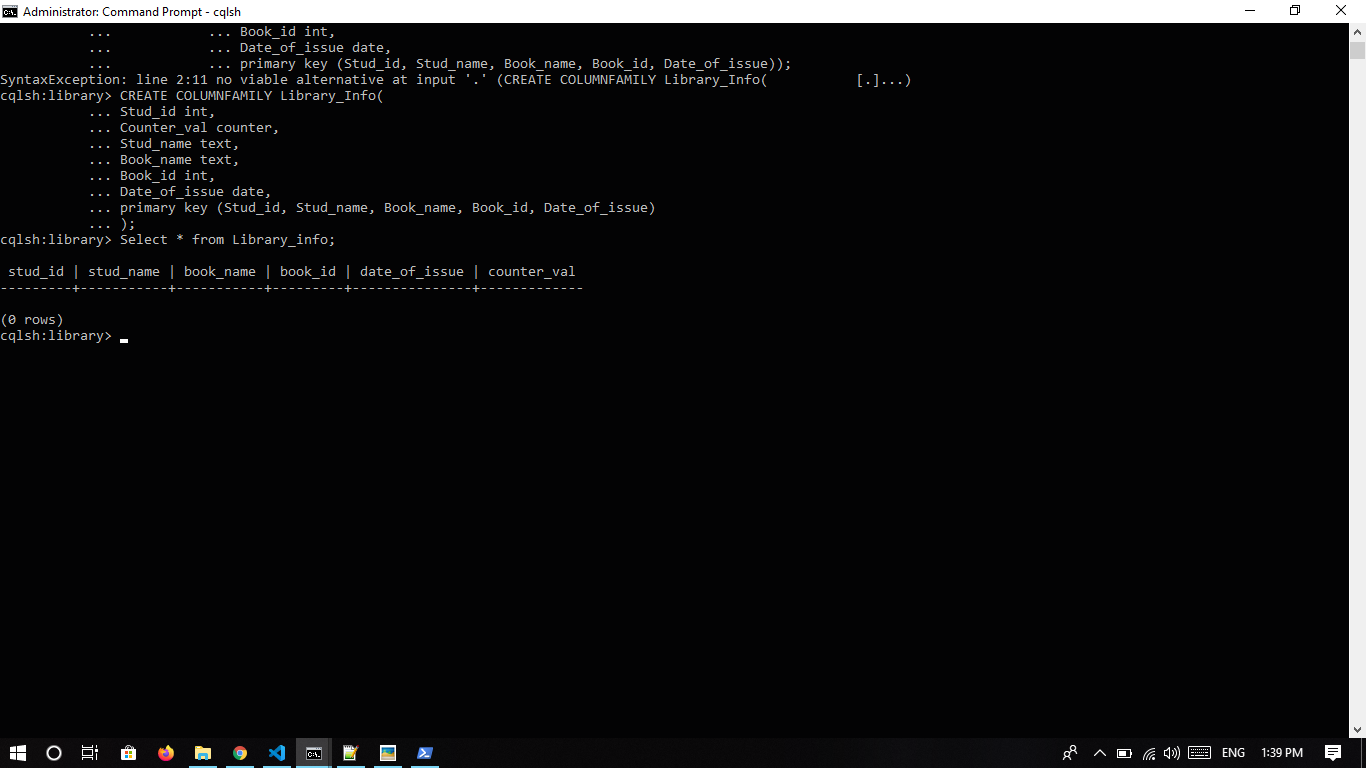 Administrator: Command Prompt - cqlsh
... ... Book_id int,
... ... Date_of_issue date,
... ... primary key (Stud_id, Stud_name, Book_name, Book_id, Date_of_issue));
SyntaxException: line 2:11 no viable alternative at input '.' (CREATE COLUMNFAMILY Library_Info(           [.]...)
cqlsh:library> CREATE COLUMNFAMILY Library_Info(
... Stud_id int,
... Counter_val counter,
... Stud_name text,
... Book_name text,
... Book_id int,
... Date_of_issue date,
... primary key (Stud_id, Stud_name, Book_name, Book_id, Date_of_issue)
... );
cqlsh:library> Select * from Library_info;
stud_id | stud_name | book_name | book_id | date_of_issue | counter_val
---------+-----------+-----------+---------+---------------+-------------
(0 rows)
cqlsh:library>
ENG 1:39 PM